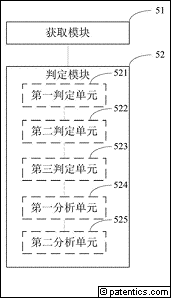 51
获取模块
52
判定模块
521
第一判定单元
522
第二判定单元
523
第三判定单元
524
第一分析单元
525
第二分析单元
@ patentics.com